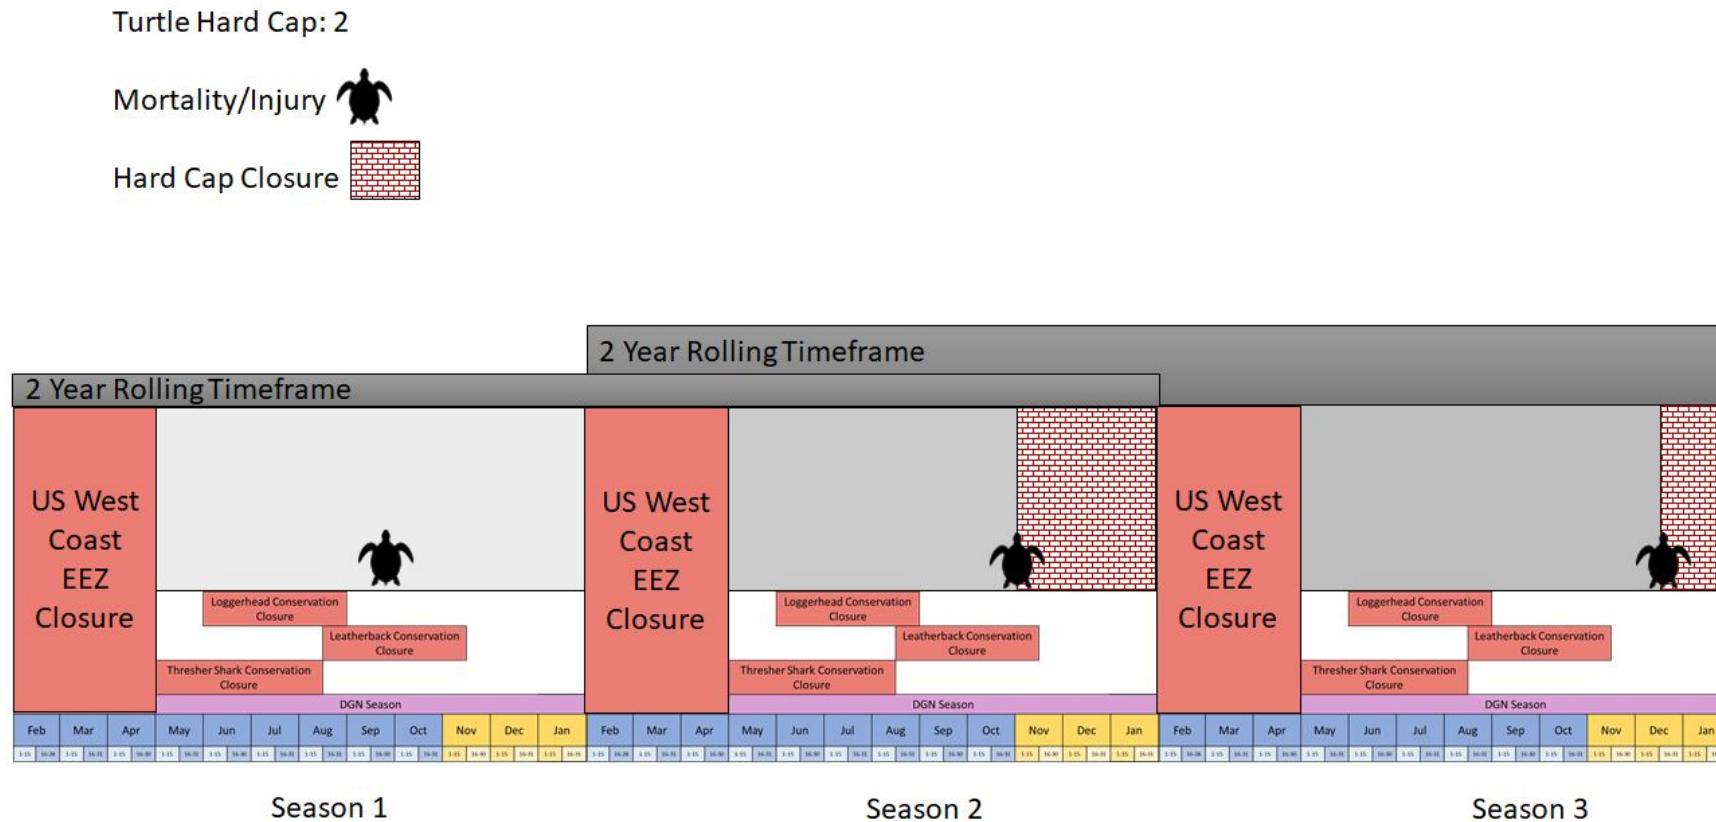 Turtle Hard Cap: 2
Mortality/Injury
Hard Cap Closure
2 Year Rolling Timeframe
2 Year Rolling Timeframe
US West
Coast
EEZ
Closure
US West
Coast
EEZ
Closure
US West
Coast
EEZ
Closure
Loggerhead Conservation
Closure
Leatherback Conservation
Closure
Thresher Shark Conservation
Closure
DGN Season
Loggerhead Conservation
Closure
Leatherback Conservation
Closure
Thresher Shark Conservation
Closure
DGN Season
Loggerhead Conservation
Closure
Leatherback Conservation
Closure
Thresher Shark Conservation
Closure
DGN Season
Feb Mar Apr May Jun Jul Aug Sep Oct Nov Dec Jan Feb Mar Apr May Jun Jul Aug Sep Oct Nov Dec Jan Feb Mar Apr May Jun Jul Aug Sep Oct Nov Dec Jan
Season 1 Season 2 Season 3